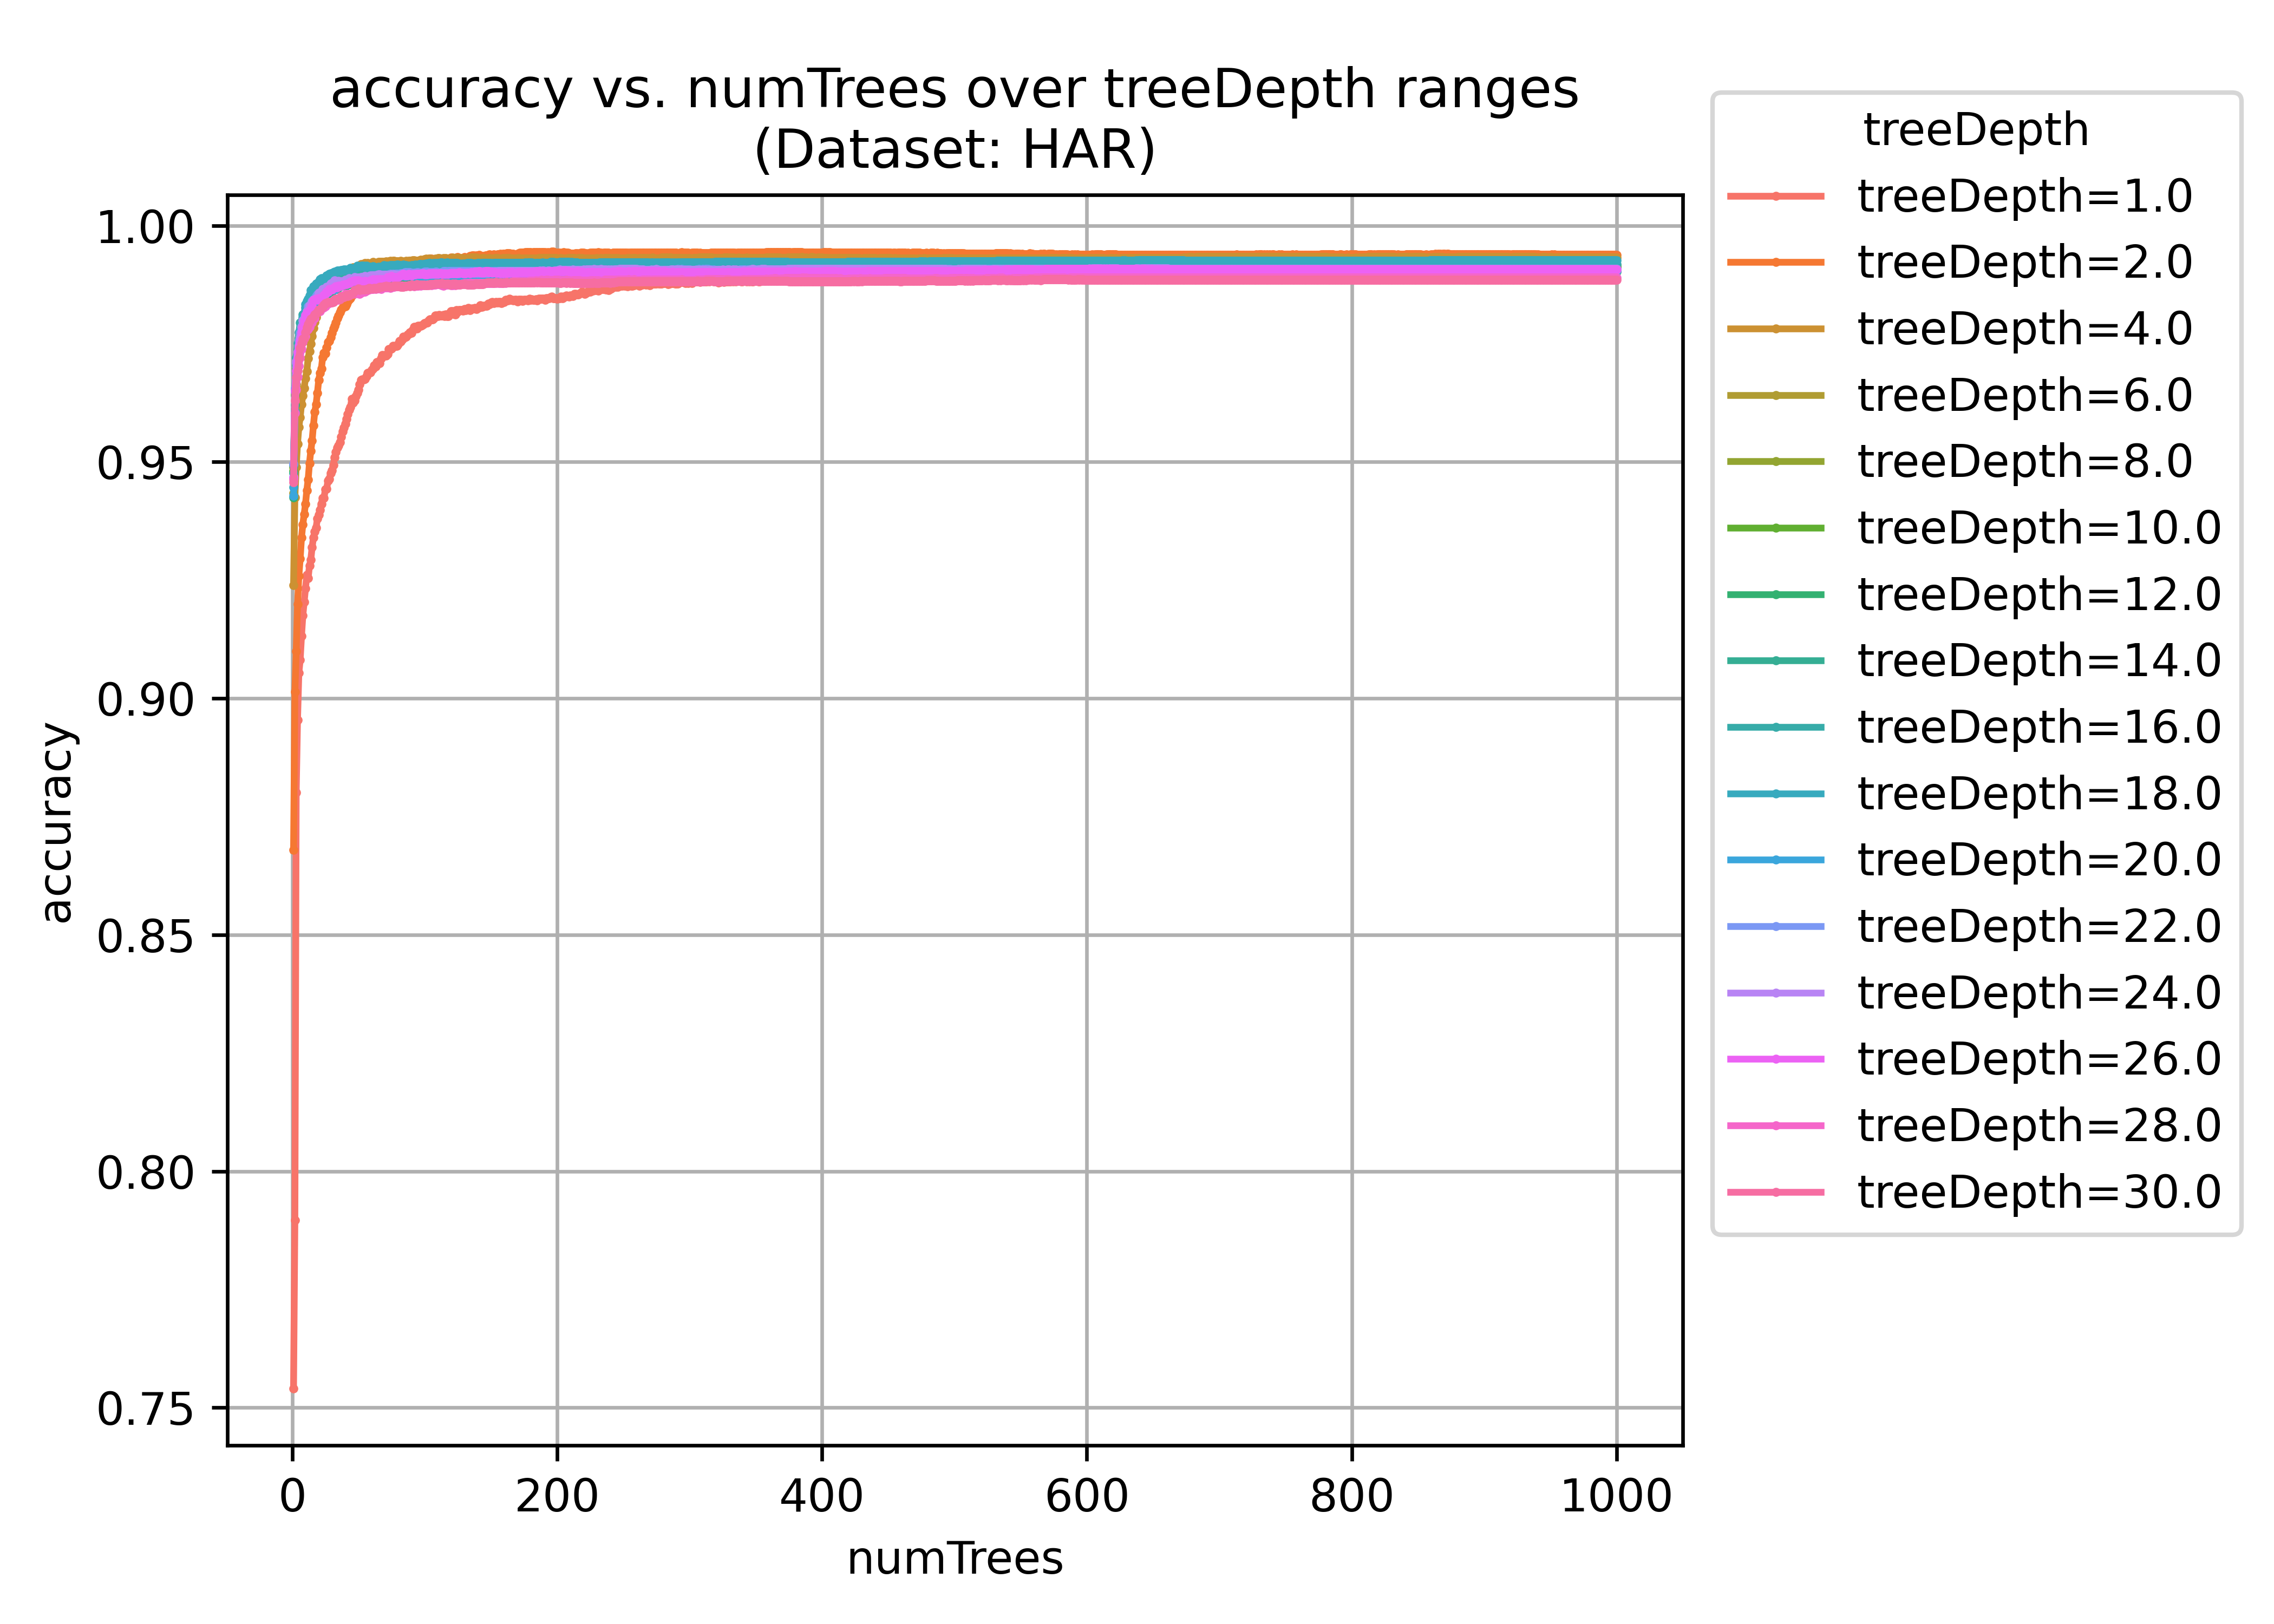 accuracy vs. numTrees over treeDepth ranges
(Dataset: HAR)
treeDepth
treeDepth=1.0
treeDepth=2.0
treeDepth=4.0
treeDepth=6.0
treeDepth=8.0
treeDepth=10.0
treeDepth=12.0
treeDepth=14.0
treeDepth=16.0
treeDepth=18.0
treeDepth=20.0
treeDepth=22.0
treeDepth=24.0
treeDepth=26.0
treeDepth=28.0
treeDepth=30.0
accuracy
1.00
0.95
0.90
0.85
0.80
0.75
0 200 400 600 800 1000
numTrees